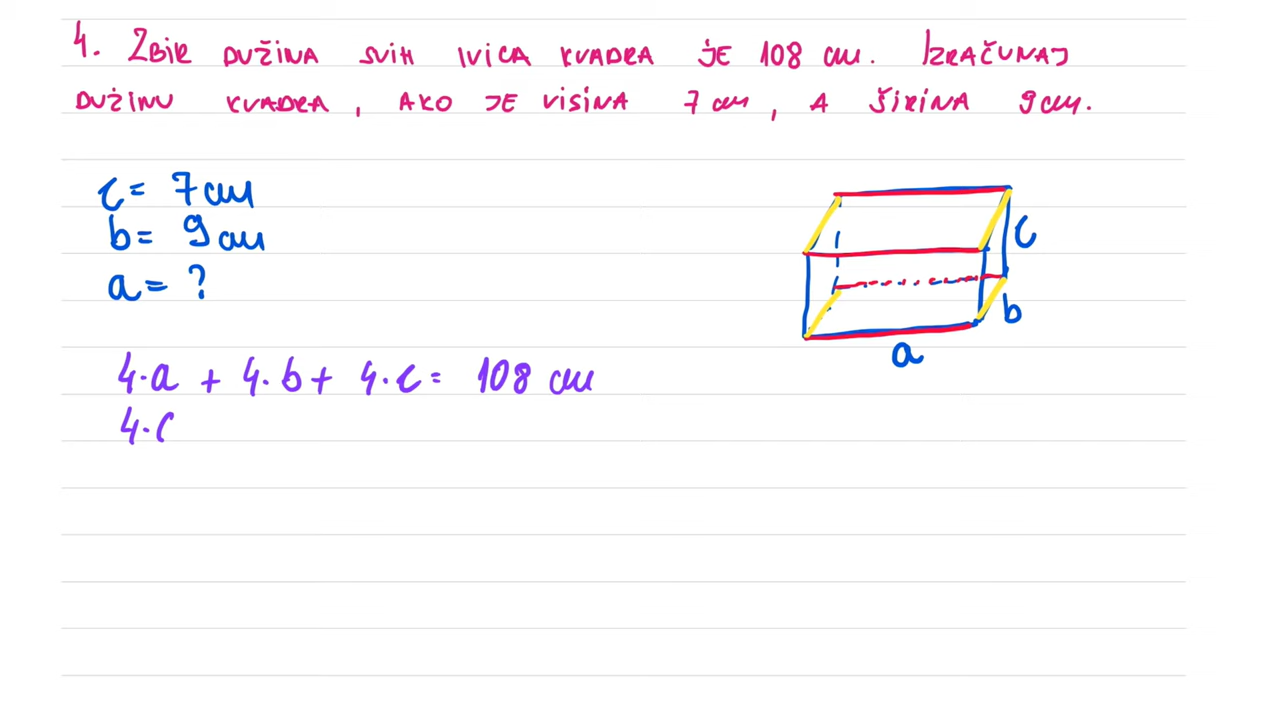 4. ZBIR DUŽINA SVIH IVICA KVADRA JE 108 cm. IZRAČUNAJ
DUŽINU KVADRA, AKO JE VISINA 7 cm, A ŠIRINA 9 cm.
c = 7 cm
b = 9 cm
a = ?
c
b
a
4·a + 4·b + 4·c = 108 cm
4·(